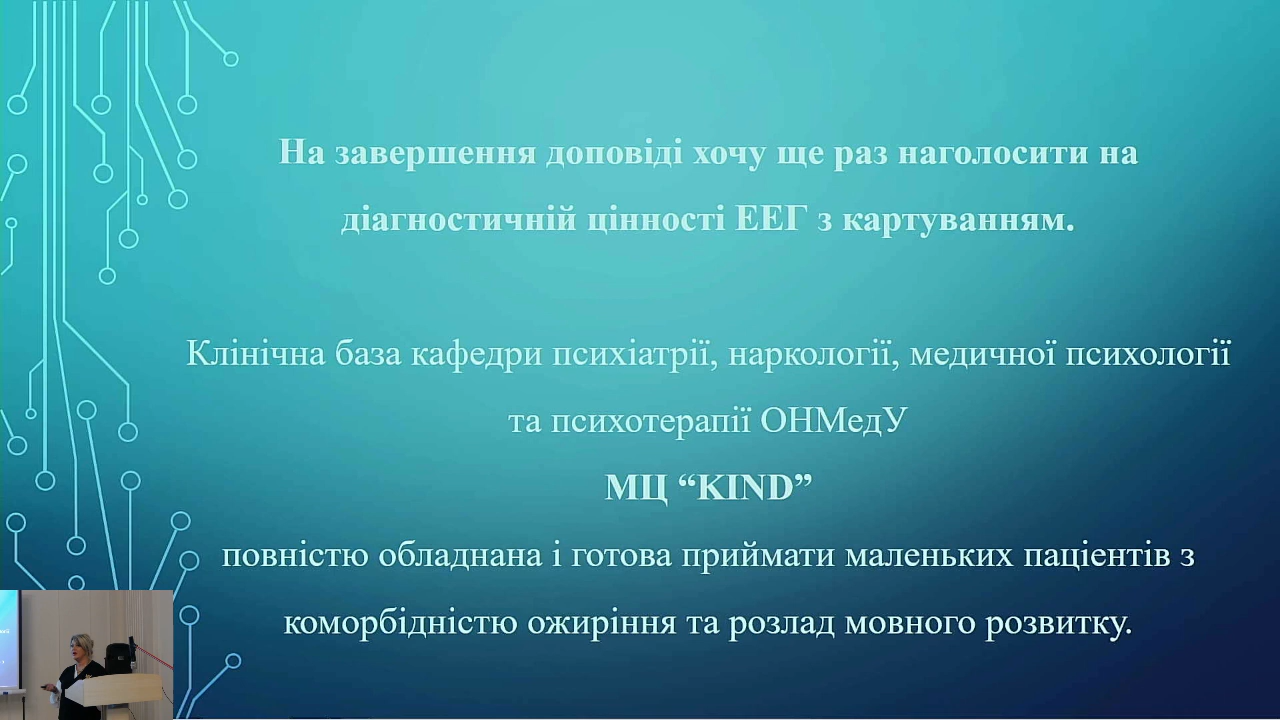 На завершення доповіді хочу ще раз наголосити на
діагностичній цінності ЕЕГ з картуванням.
Клінічна база кафедри психіатрії, наркології, медичної психології
та психотерапії ОНМедУ
МЦ “KIND”
повністю обладнана і готова приймати маленьких пацієнтів з
коморбідністю ожиріння та розлад мовного розвитку.